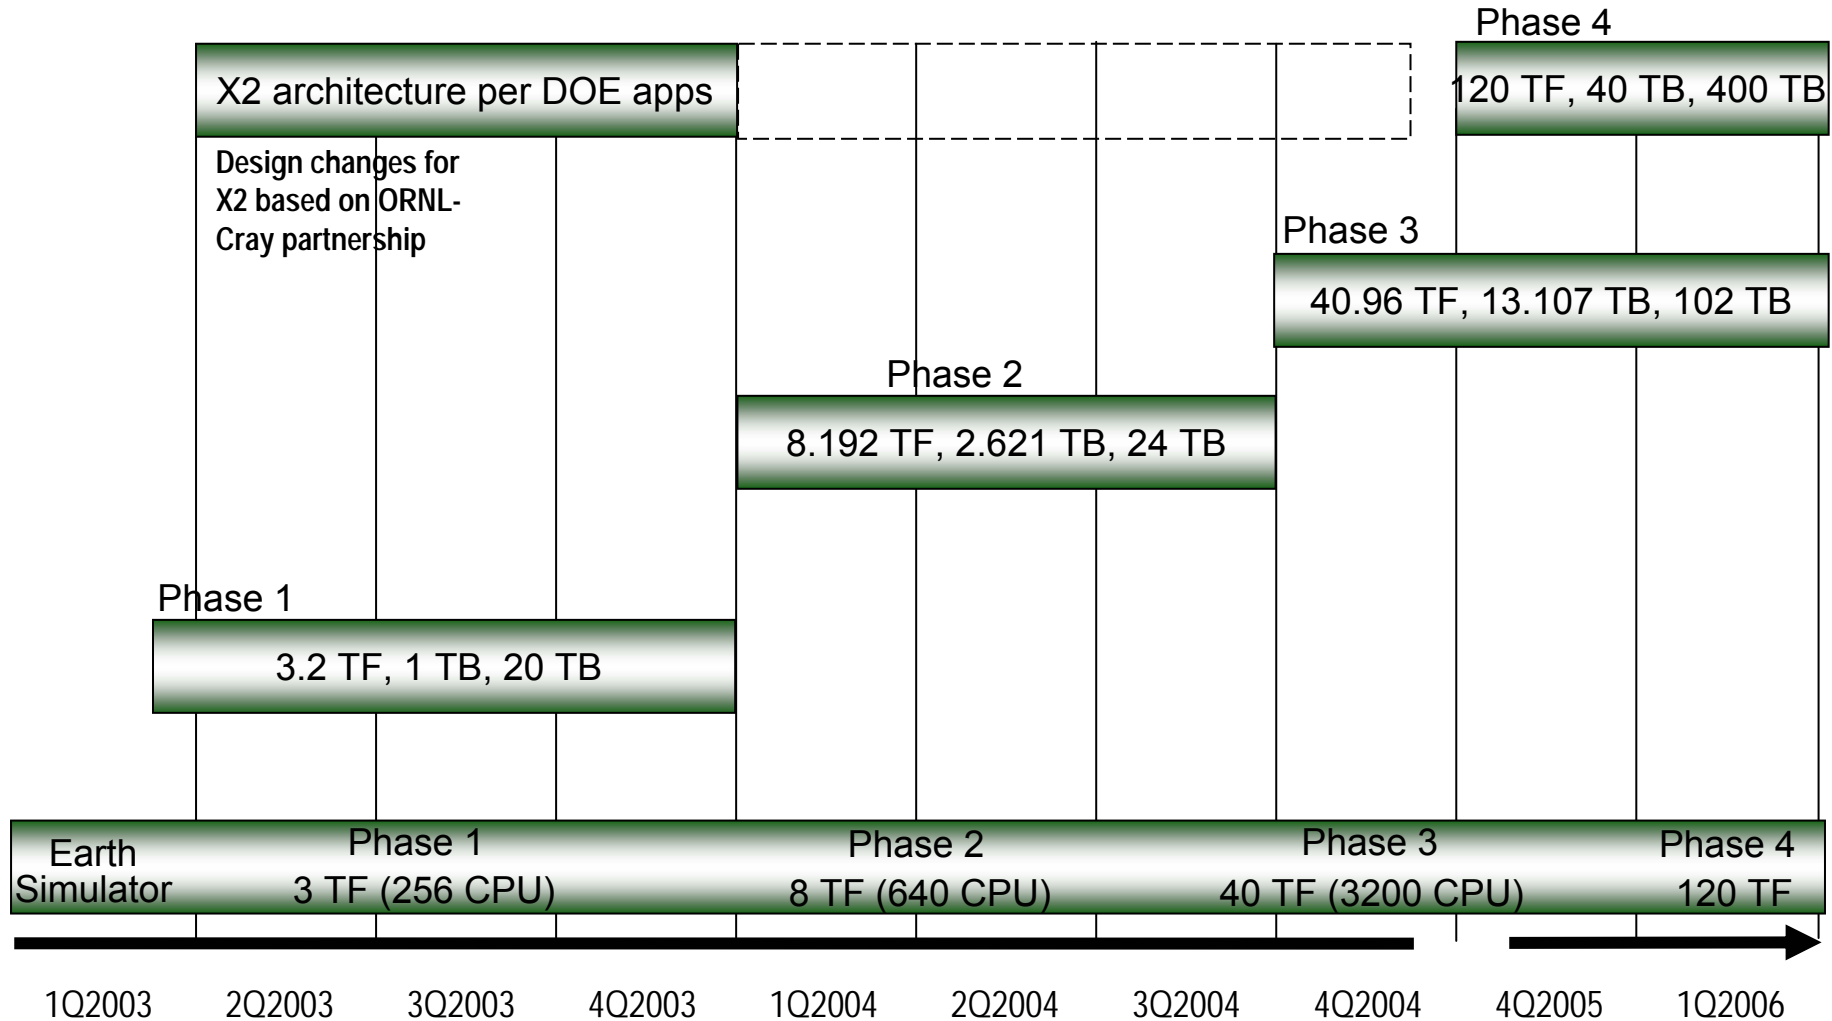 Phase 4
X2 architecture per DOE apps
120 TF, 40 TB, 400 TB
Design changes for
X2 based on ORNL-
Cray partnership
Phase 3
40.96 TF, 13.107 TB, 102 TB
Phase 2
8.192 TF, 2.621 TB, 24 TB
Phase 1
3.2 TF, 1 TB, 20 TB
Earth
Simulator
Phase 1
3 TF (256 CPU)
Phase 2
8 TF (640 CPU)
Phase 3
40 TF (3200 CPU)
Phase 4
120 TF
1Q2003 2Q2003 3Q2003 4Q2003 1Q2004 2Q2004 3Q2004 4Q2004 4Q2005 1Q2006